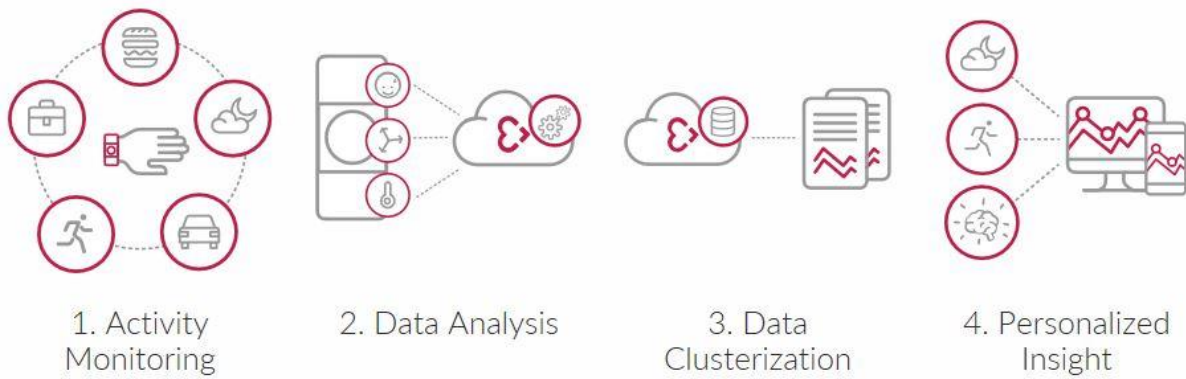 1. Activity
Monitoring
2. Data Analysis
3. Data
Clusterization
4. Personalized
Insight